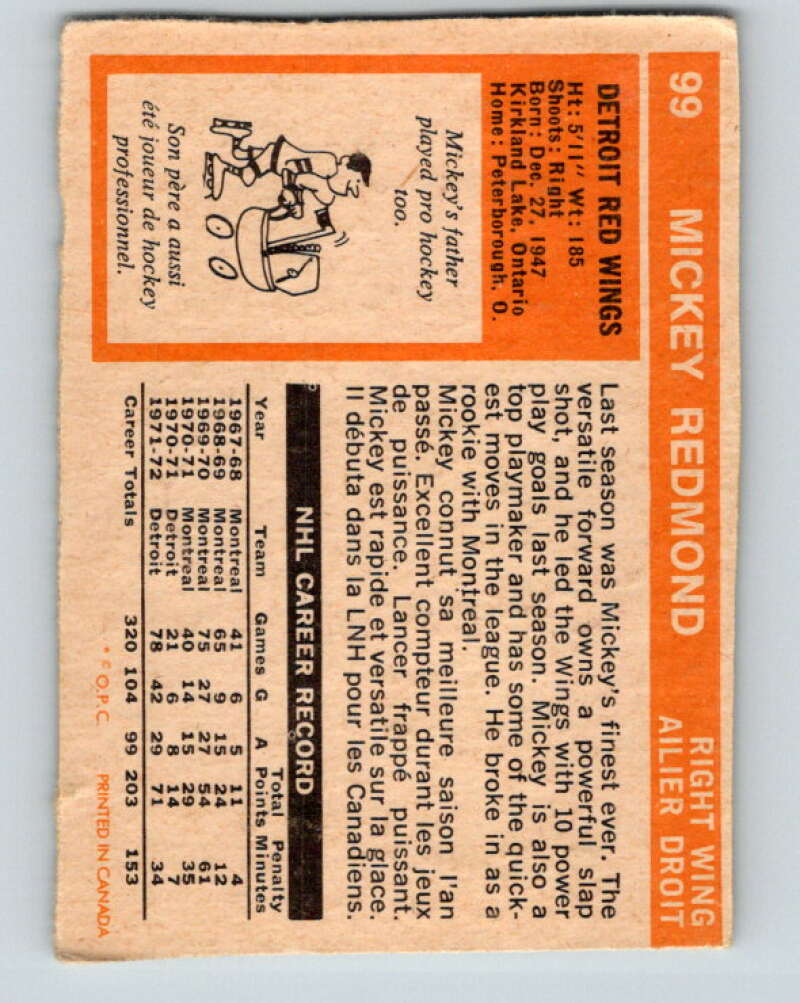 99 MICKEY REDMOND RIGHT WING
AILIER DROIT
DETROIT RED WINGS
Ht: 5'11" Wt: 185
Shoots: Right
Born: Dec. 27, 1947
Kirkland Lake, Ontario
Home: Peterborough, O.
Mickey's father
played pro hockey
too.
Son père a aussi
été joueur de hockey
professionnel.
Last season was Mickey's finest ever. The
versatile forward owns a powerful slap
shot, and he led the Wings with 10 power
play goals last season. Mickey is also a
top playmaker and has some of the quick-
est moves in the league. He broke in as a
rookie with Montreal.
Mickey connut sa meilleure saison l'an
passé. Excellent compteur durant les jeux
de puissance. Lancer frappé puissant.
Mickey est rapide et versatile sur la glace.
Il débuta dans la LNH pour les Canadiens.
NHL CAREER RECORD
Total Penalty
Year Team Games G A Points Minutes
1967-68 Montreal 41 6 5 11 4
1968-69 Montreal 65 9 15 24 12
1969-70 Montreal 75 27 27 54 61
1970-71 Montreal 40 14 15 29 35
1970-71 Detroit 21 6 8 14 7
1971-72 Detroit 78 42 29 71 34
Career Totals 320 104 99 203 153
* © O.P.C. PRINTED IN CANADA